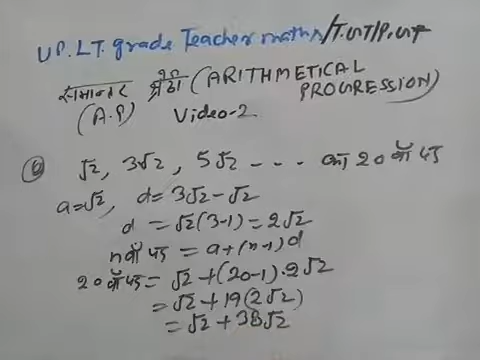 U.P. L.T. grade Teacher maths/T.GT/P.GT
समान्तर श्रेढी (ARITHMETICAL
PROGRESSION)
(A.P) Video-2
√2, 3√2, 5√2 --- का 20 वाँ पद
a=√2, d = 3√2-√2
d = √2(3-1) = 2√2
nवाँ पद = a+(n-1)d
20 वाँ पद = √2 +(20-1)·2√2
= √2 + 19(2√2)
= √2 + 38√2